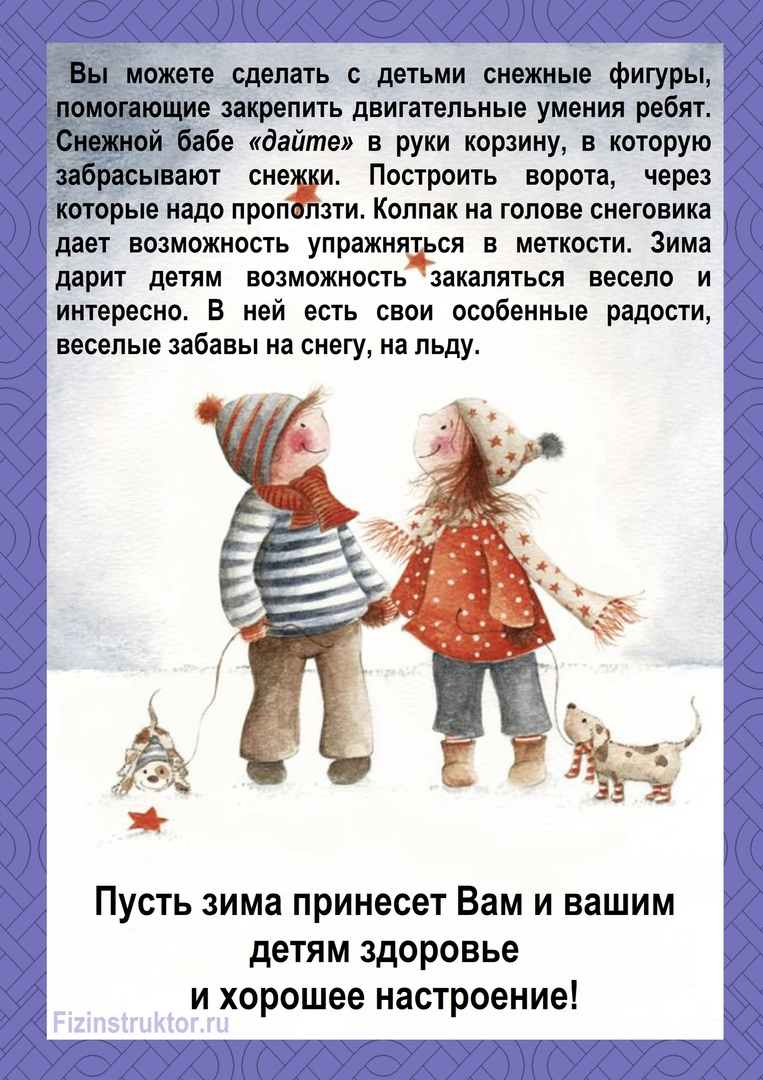 Вы можете сделать с детьми снежные фигуры,
помогающие закрепить двигательные умения ребят.
Снежной бабе «дайте» в руки корзину, в которую
забрасывают снежки. Построить ворота, через
которые надо проползти. Колпак на голове снеговика
дает возможность упражняться в меткости. Зима
дарит детям возможность закаляться весело и
интересно. В ней есть свои особенные радости,
веселые забавы на снегу, на льду.
Пусть зима принесет Вам и вашим
детям здоровье
и хорошее настроение!
Fizinstruktor.ru